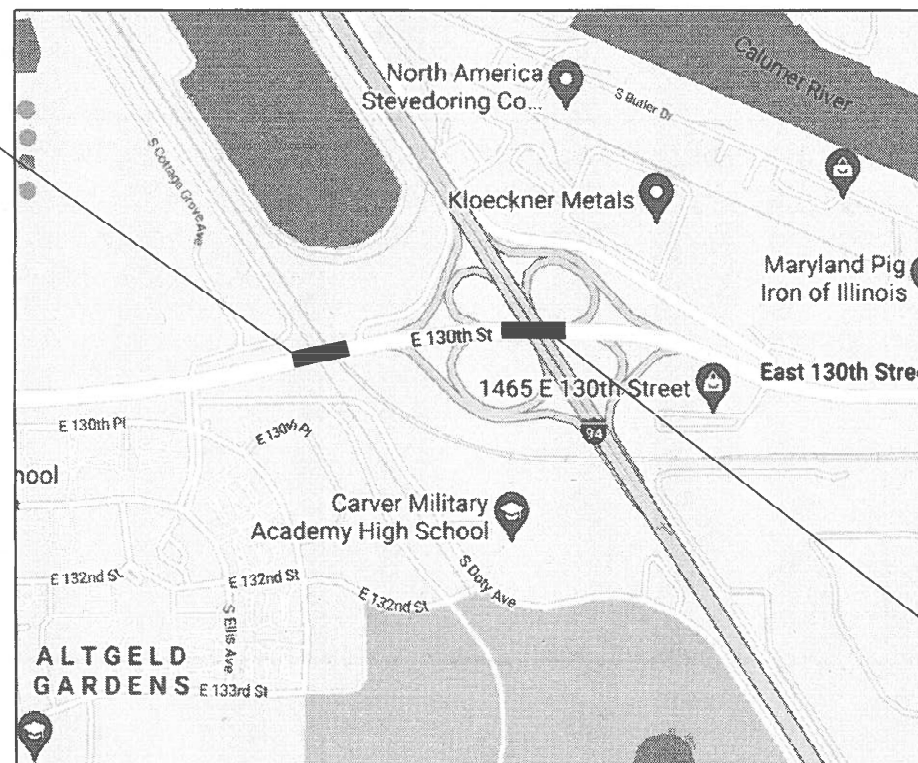 North America
Stevedoring Co...
Calumer River
S Butler Dr
S Cottage Grove Ave
Kloeckner Metals
Maryland Pig
Iron of Illinois
E 130th St
1465 E 130th Street
East 130th Stre
E 130th Pl
E 130th Pl
94
hool
Carver Military
Academy High School
E 132nd St
E 132nd St
E 132nd St
S Doty Ave
S Ellis Ave
ALTGELD
GARDENS
E 133rd St